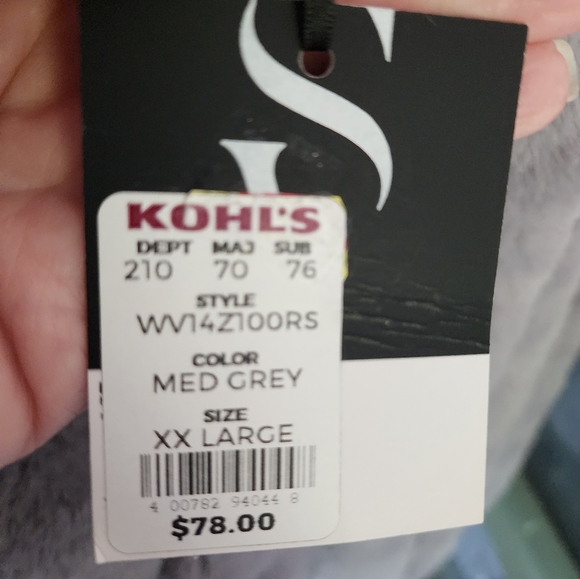 S
KOHL'S
DEPT MAJ SUB
210 70 76
STYLE
WV14Z100RS
COLOR
MED GREY
SIZE
XX LARGE
4 00782 94044 8
$78.00